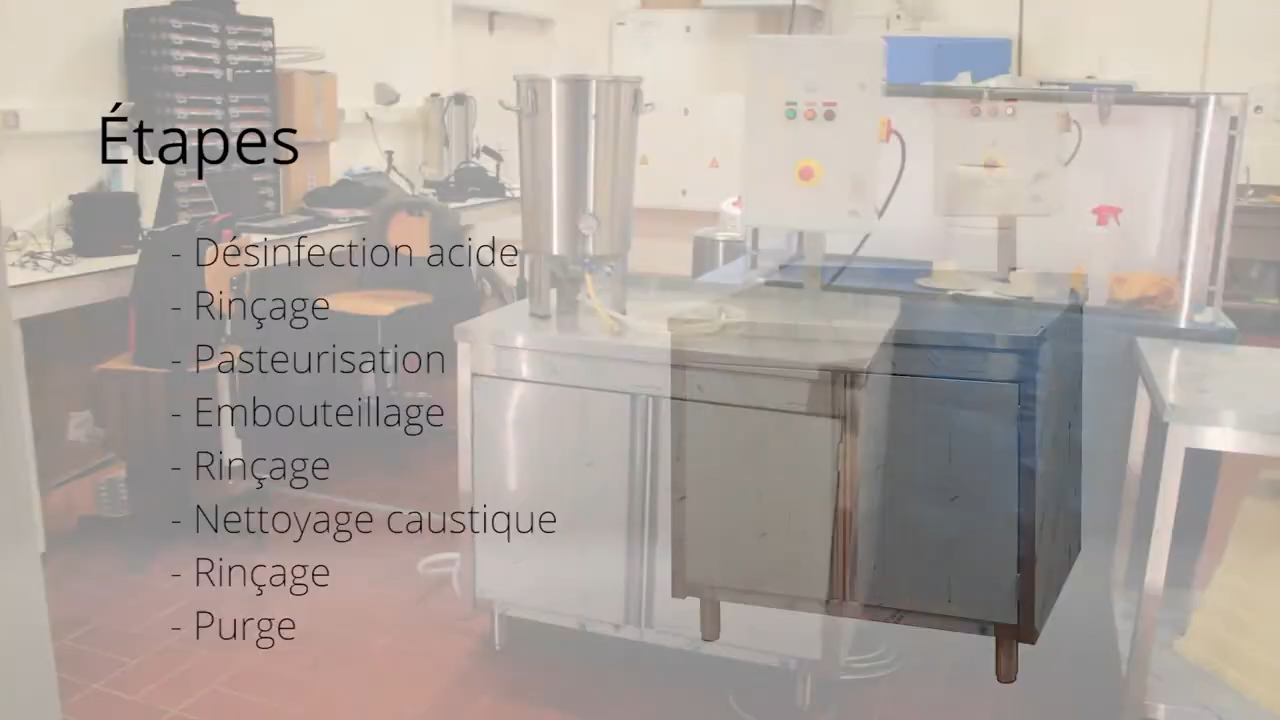 Étapes
- Désinfection acide
- Rinçage
- Pasteurisation
- Embouteillage
- Rinçage
- Nettoyage caustique
- Rinçage
- Purge